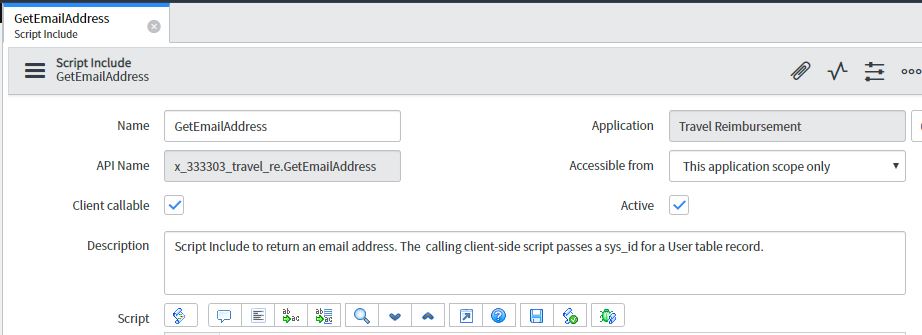 GetEmailAddress
Script Include
Script Include
GetEmailAddress
Name GetEmailAddress Application Travel Reimbursement
API Name x_333303_travel_re.GetEmailAddress Accessible from This application scope only
Client callable Active
Description Script Include to return an email address. The calling client-side script passes a sys_id for a User table record.
Script